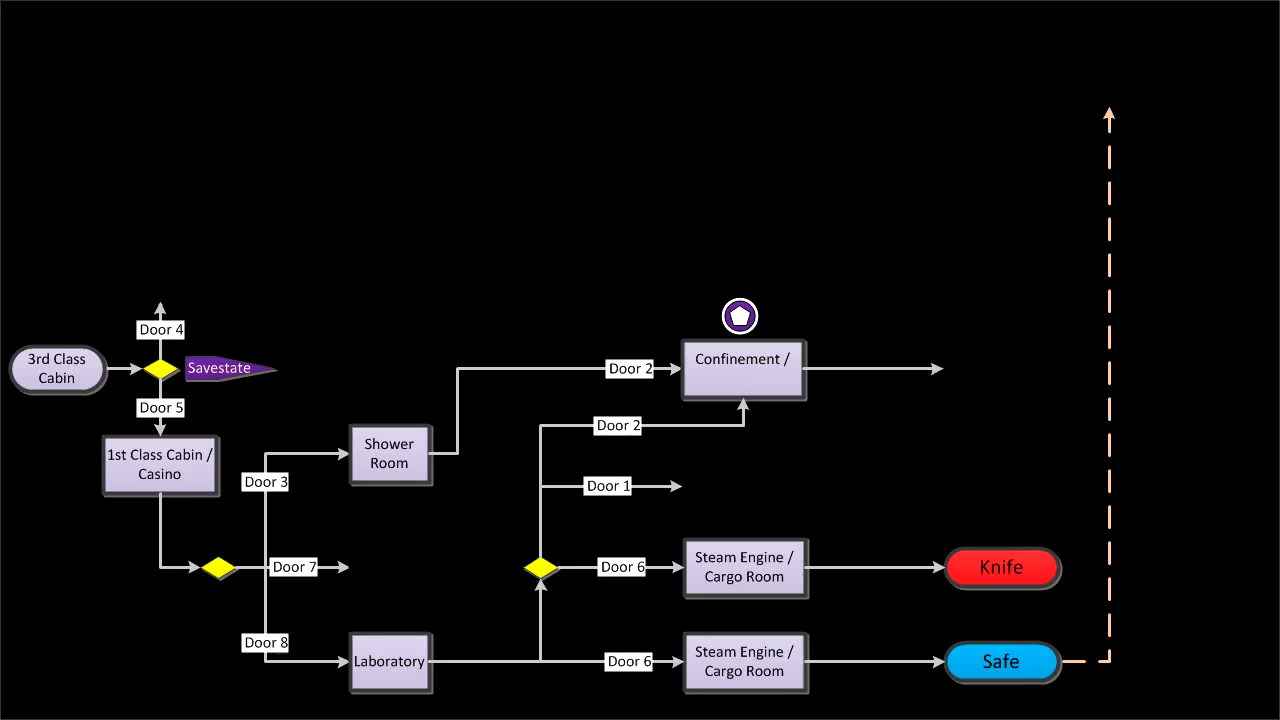 Door 4
3rd Class
Cabin
Savestate
Door 5
1st Class Cabin /
Casino
Door 3
Shower
Room
Door 2
Confinement /
Door 2
Door 1
Door 7
Door 6
Steam Engine /
Cargo Room
Knife
Door 8
Laboratory
Door 6
Steam Engine /
Cargo Room
Safe